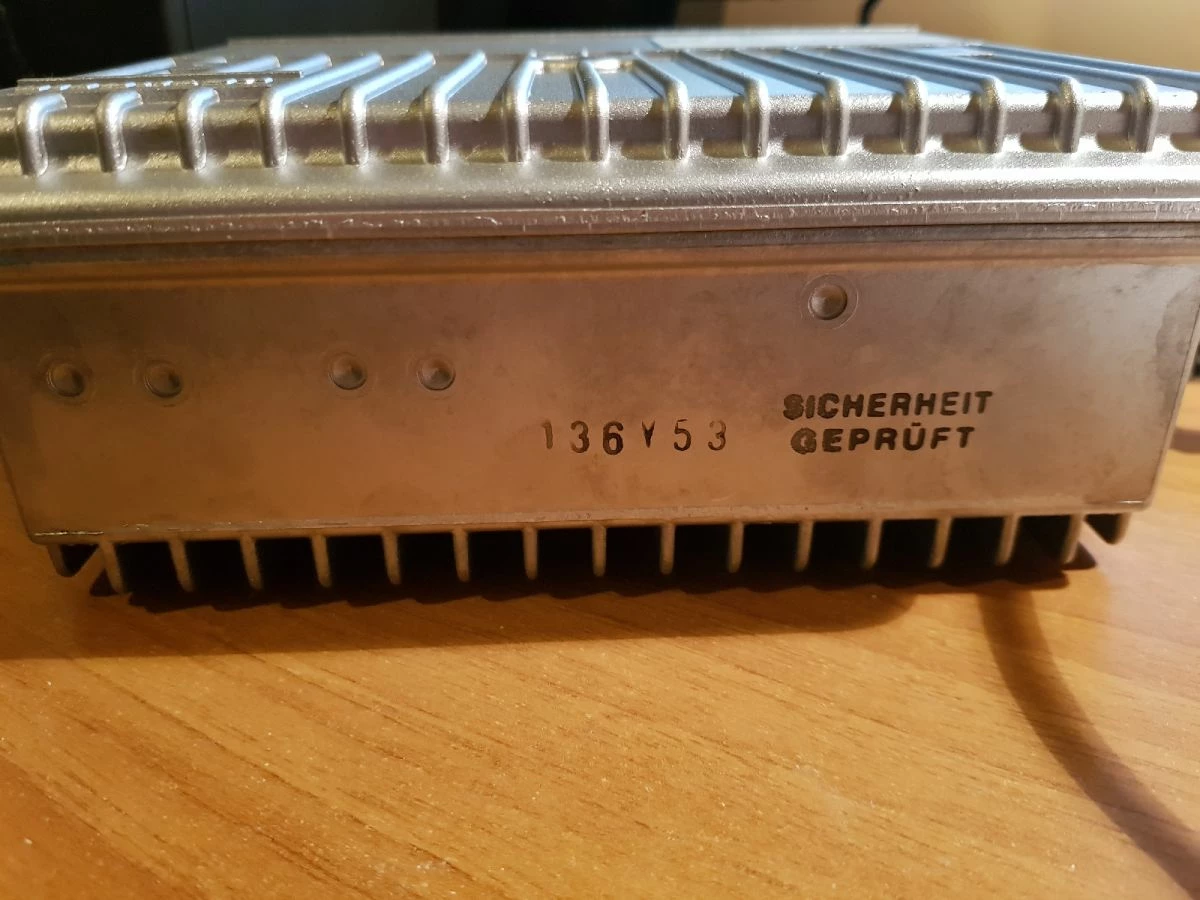 136 Y 53
SICHERHEIT
GEPRÜFT